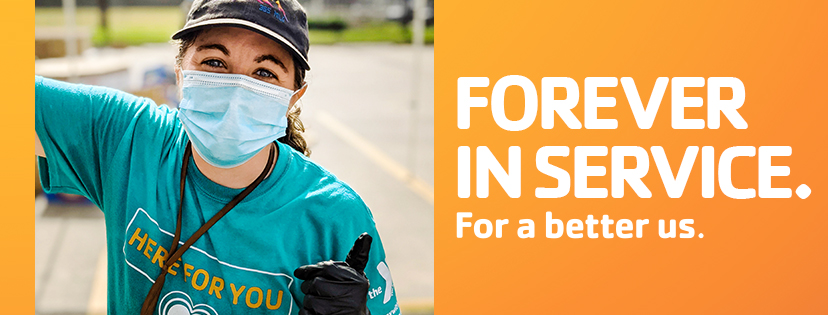 FOREVER
IN SERVICE.
For a better us.
HERE FOR YOU
the